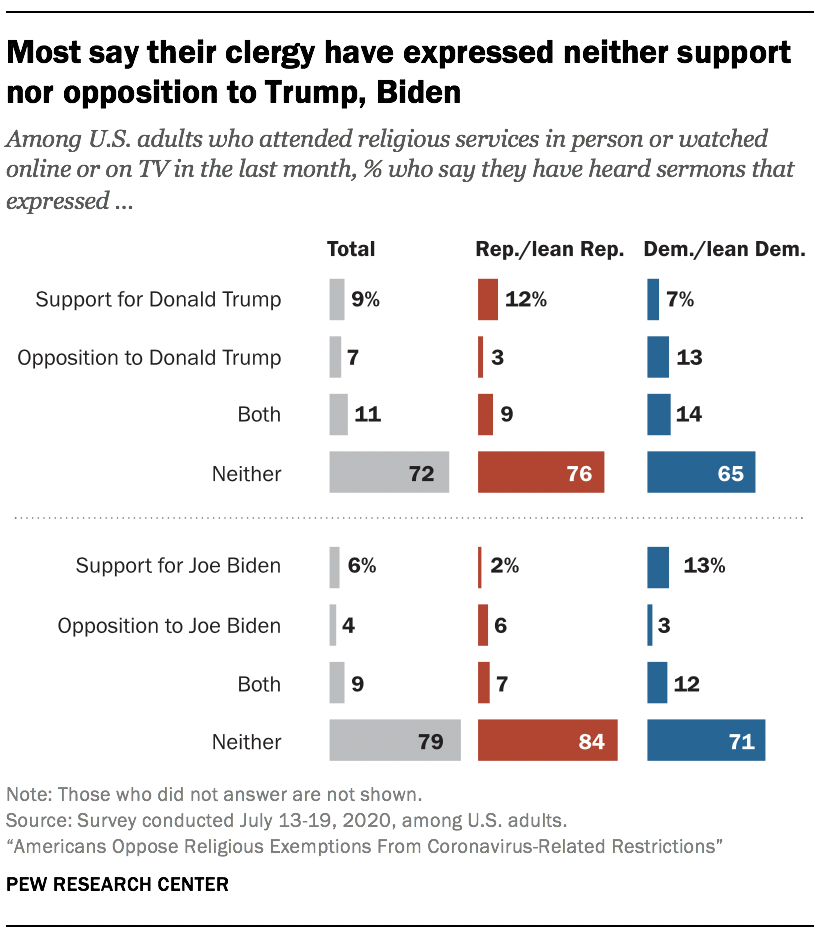 Most say their clergy have expressed neither support
nor opposition to Trump, Biden
Among U.S. adults who attended religious services in person or watched
online or on TV in the last month, % who say they have heard sermons that
expressed ...
Total Rep./lean Rep. Dem./lean Dem.
Support for Donald Trump 9% 12% 7%
Opposition to Donald Trump 7 3 13
Both 11 9 14
Neither 72 76 65
Support for Joe Biden 6% 2% 13%
Opposition to Joe Biden 4 6 3
Both 9 7 12
Neither 79 84 71
Note: Those who did not answer are not shown.
Source: Survey conducted July 13-19, 2020, among U.S. adults.
“Americans Oppose Religious Exemptions From Coronavirus-Related Restrictions”
PEW RESEARCH CENTER